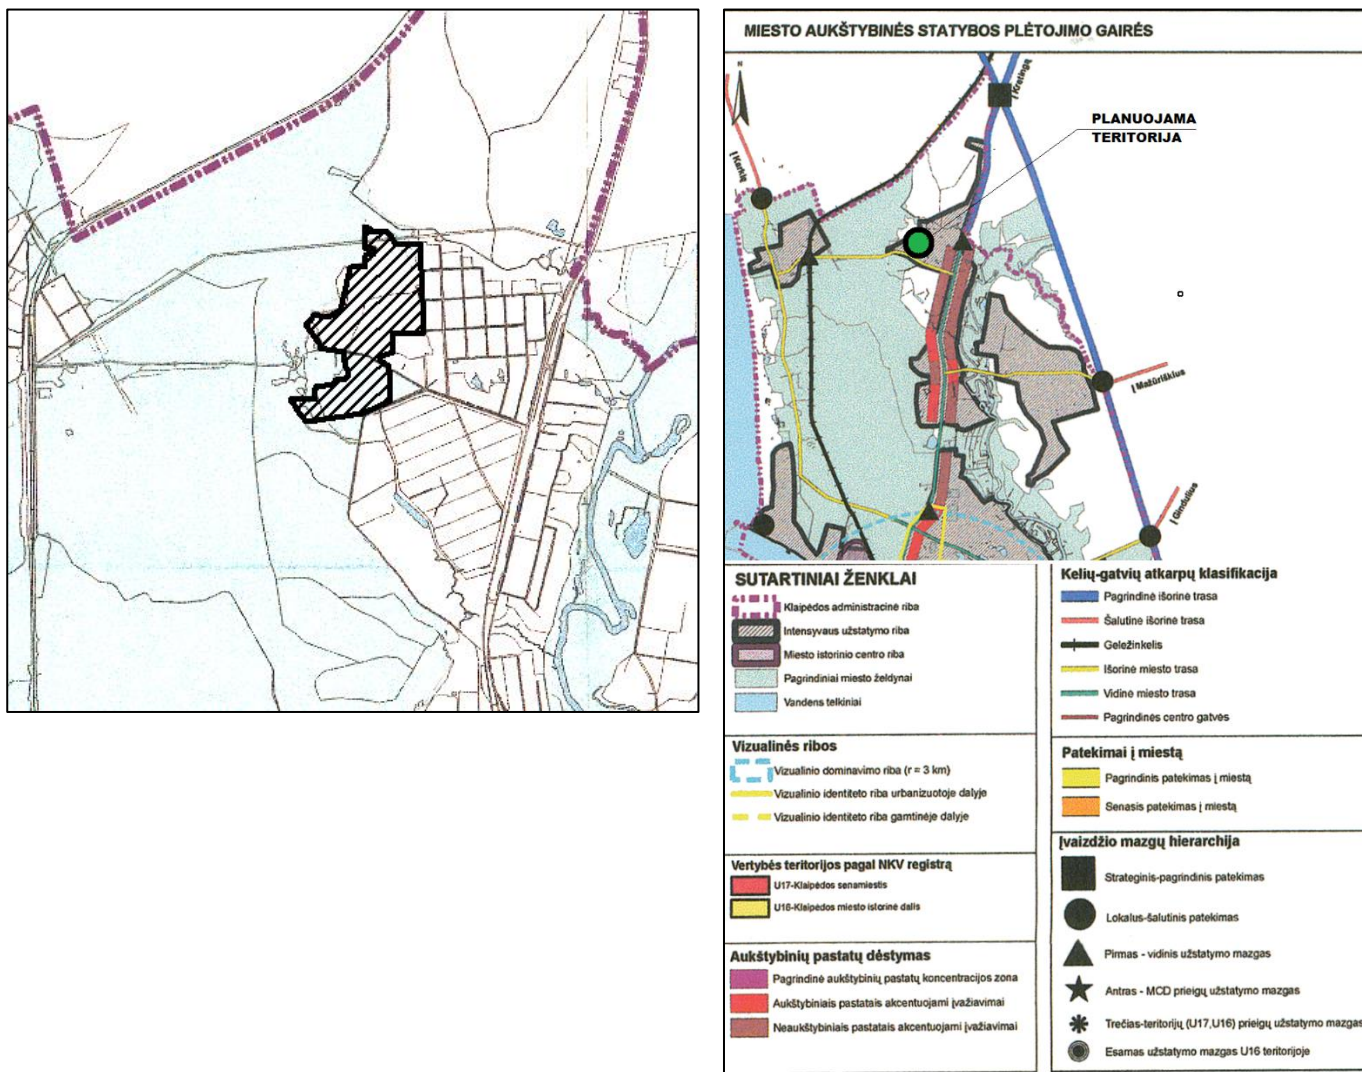 MIESTO AUKŠTYBINĖS STATYBOS PLĖTOJIMO GAIRĖS
N
Į Kretingą
PLANUOJAMA
TERITORIJA
Į Karklę
Į Mažūriškius
Į Gindulius
SUTARTINIAI ŽENKLAI
Klaipėdos administracinė riba
Intensyvaus užstatymo riba
Miesto istorinio centro riba
Pagrindiniai miesto želdynai
Vandens telkiniai
Vizualinės ribos
Vizualinio dominavimo riba (r = 3 km)
Vizualinio identiteto riba urbanizuotoje dalyje
Vizualinio identiteto riba gamtinėje dalyje
Vertybės teritorijos pagal NKV registrą
U17-Klaipėdos senamiestis
U16-Klaipėdos miesto istorinė dalis
Aukštybinių pastatų dėstymas
Pagrindinė aukštybinių pastatų koncentracijos zona
Aukštybiniais pastatais akcentuojami įvažiavimai
Neaukštybiniais pastatais akcentuojami įvažiavimai
Kelių-gatvių atkarpų klasifikacija
Pagrindinė išorinė trasa
Šalutinė išorinė trasa
Geležinkelis
Išorinė miesto trasa
Vidinė miesto trasa
Pagrindinės centro gatvės
Patekimai į miestą
Pagrindinis patekimas į miestą
Senasis patekimas į miestą
Įvaizdžio mazgų hierarchija
Strateginis-pagrindinis patekimas
Lokalus-šalutinis patekimas
Pirmas - vidinis užstatymo mazgas
Antras - MCD prieigų užstatymo mazgas
Trečias-teritorijų (U17,U16) prieigų užstatymo mazgas
Esamas užstatymo mazgas U16 teritorijoje